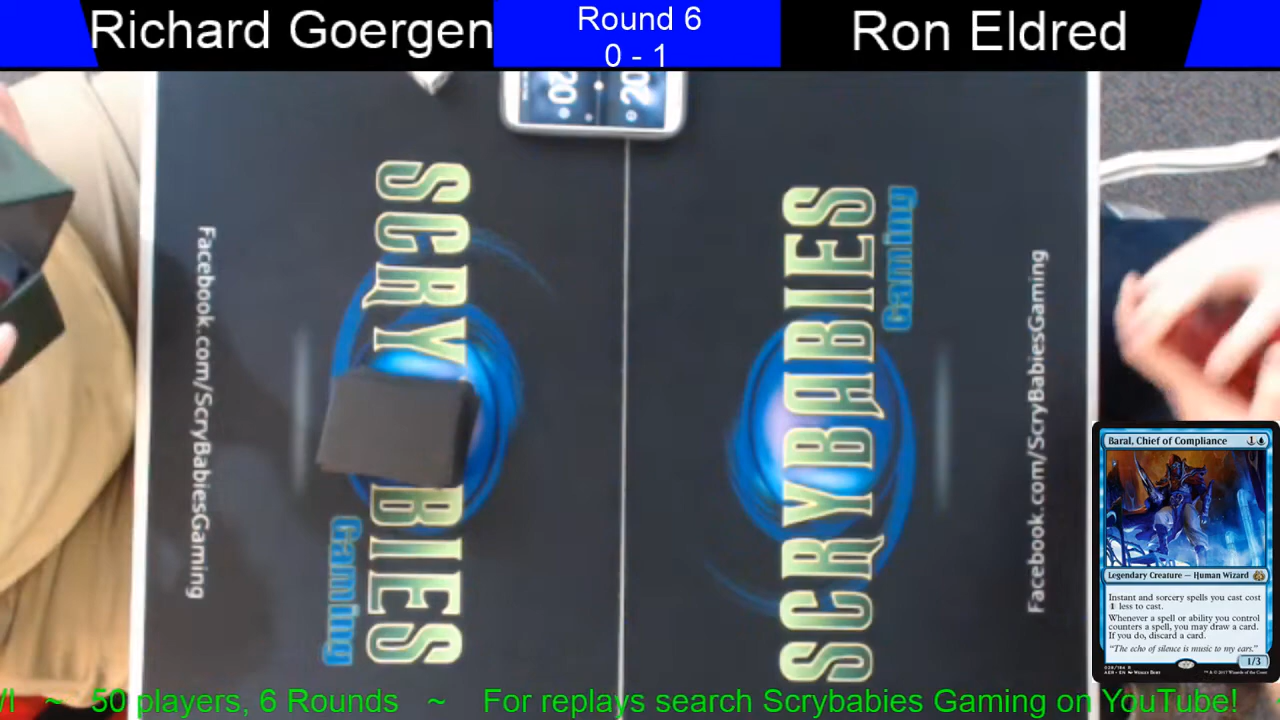 Richard Goergen
Round 6
0 - 1
Ron Eldred
02
20
SCRYBABIES
Gaming
Facebook.com/ScryBabiesGaming
SCRYBABIES
Gaming
Facebook.com/ScryBabiesGaming
Baral, Chief of Compliance
1
Legendary Creature — Human Wizard
Instant and sorcery spells you cast cost
1 less to cast.
Whenever a spell or ability you control
counters a spell, you may draw a card.
If you do, discard a card.
"The echo of silence is music to my ears."
1/3
~ 50 players, 6 Rounds ~ For replays search Scrybabies Gaming on YouTube!